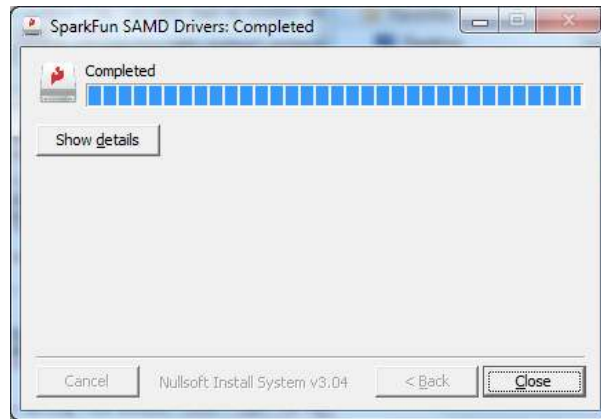 SparkFun SAMD Drivers: Completed
Completed
Show details
Cancel
Nullsoft Install System v3.04
< Back
Close